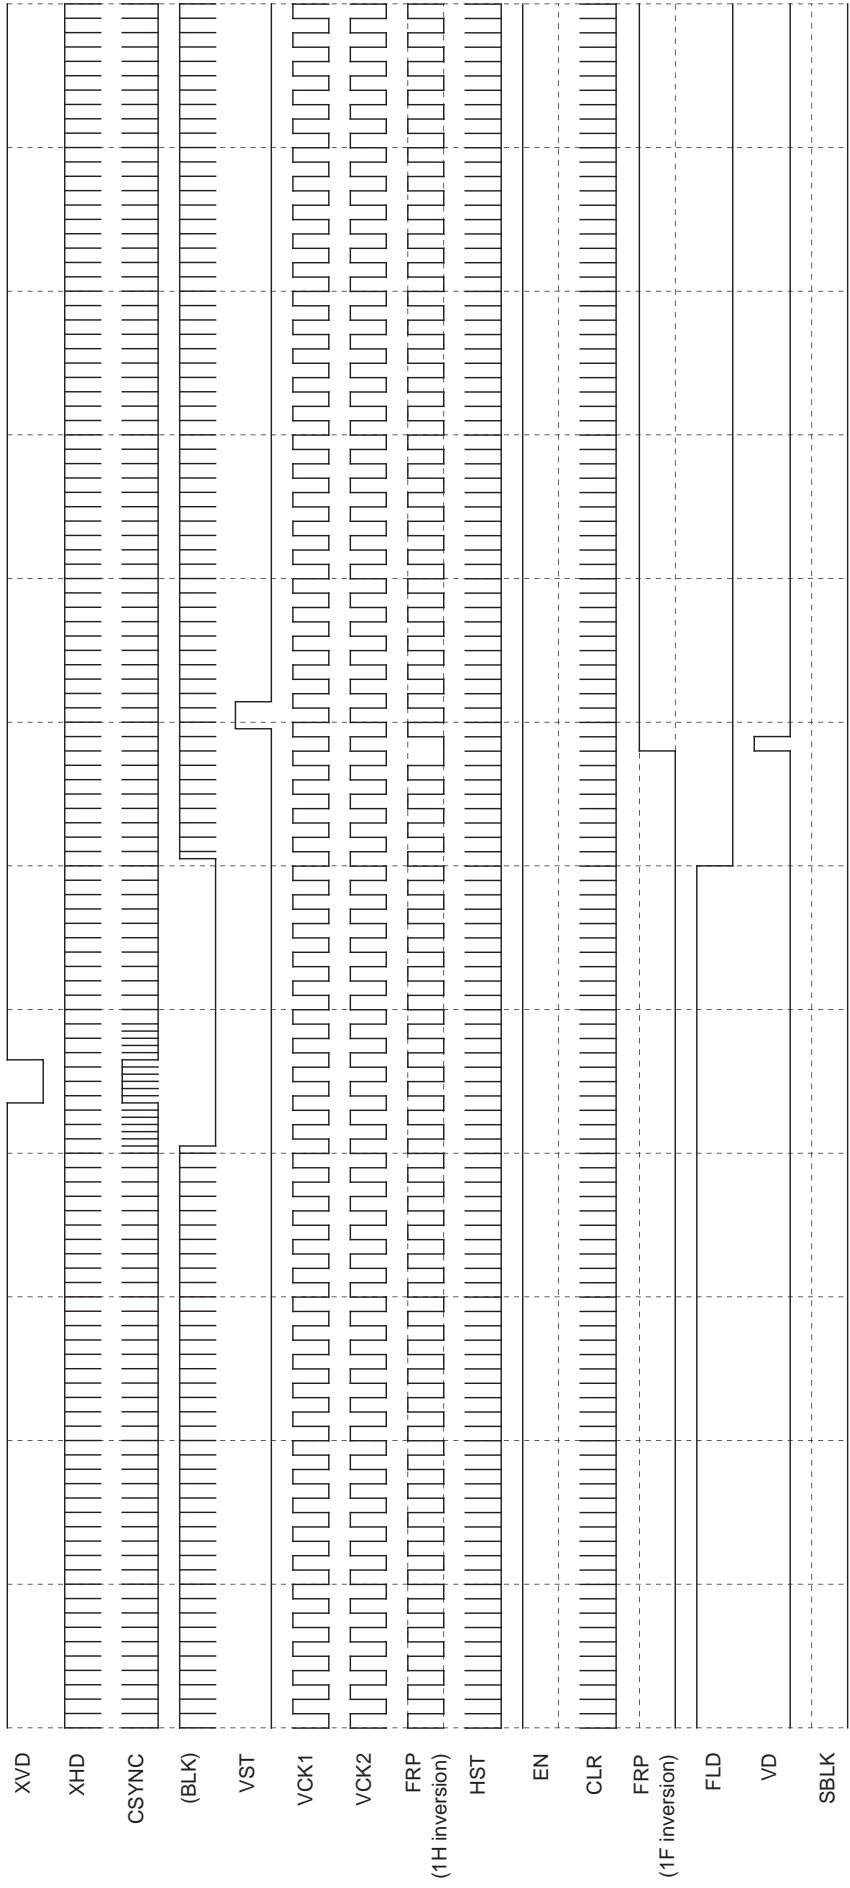 XVD
XHD
CSYNC
(BLK)
VST
VCK1
VCK2
FRP
(1H inversion)
HST
EN
CLR
FRP
(1F inversion)
FLD
VD
SBLK